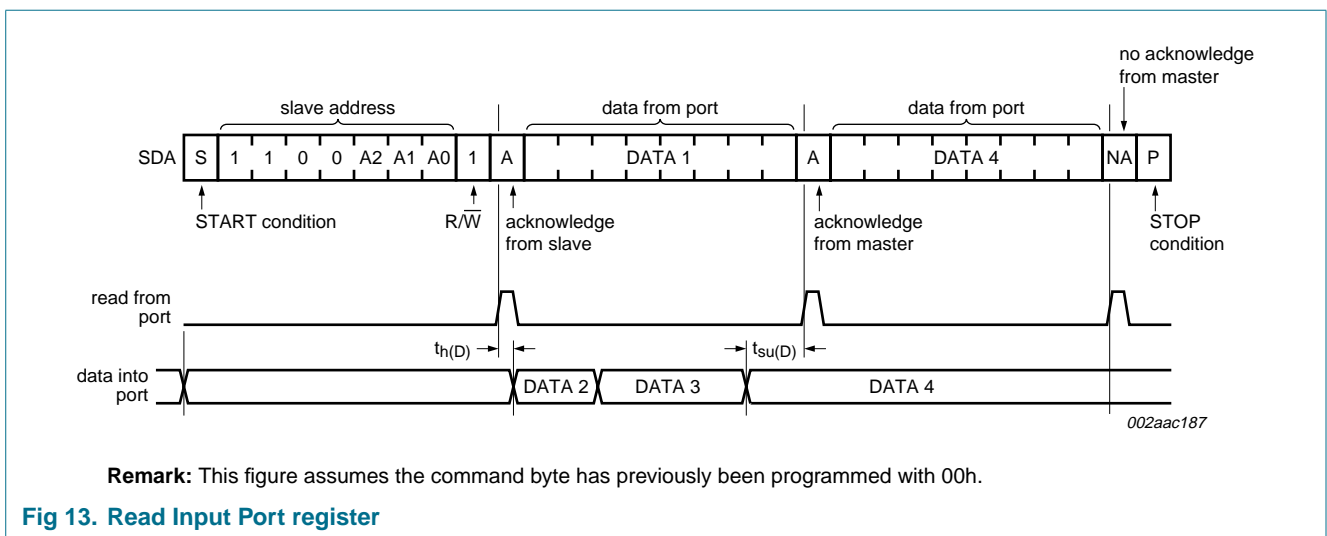 no acknowledge
from master
slave address
data from port
data from port
SDA S 1 1 0 0 A2 A1 A0 1 A DATA 1 A DATA 4 NA P
START condition
R/W̅
acknowledge
from slave
acknowledge
from master
STOP
condition
read from
port
th(D)
tsu(D)
data into
port
DATA 2 DATA 3 DATA 4
002aac187
Remark: This figure assumes the command byte has previously been programmed with 00h.
Fig 13. Read Input Port register